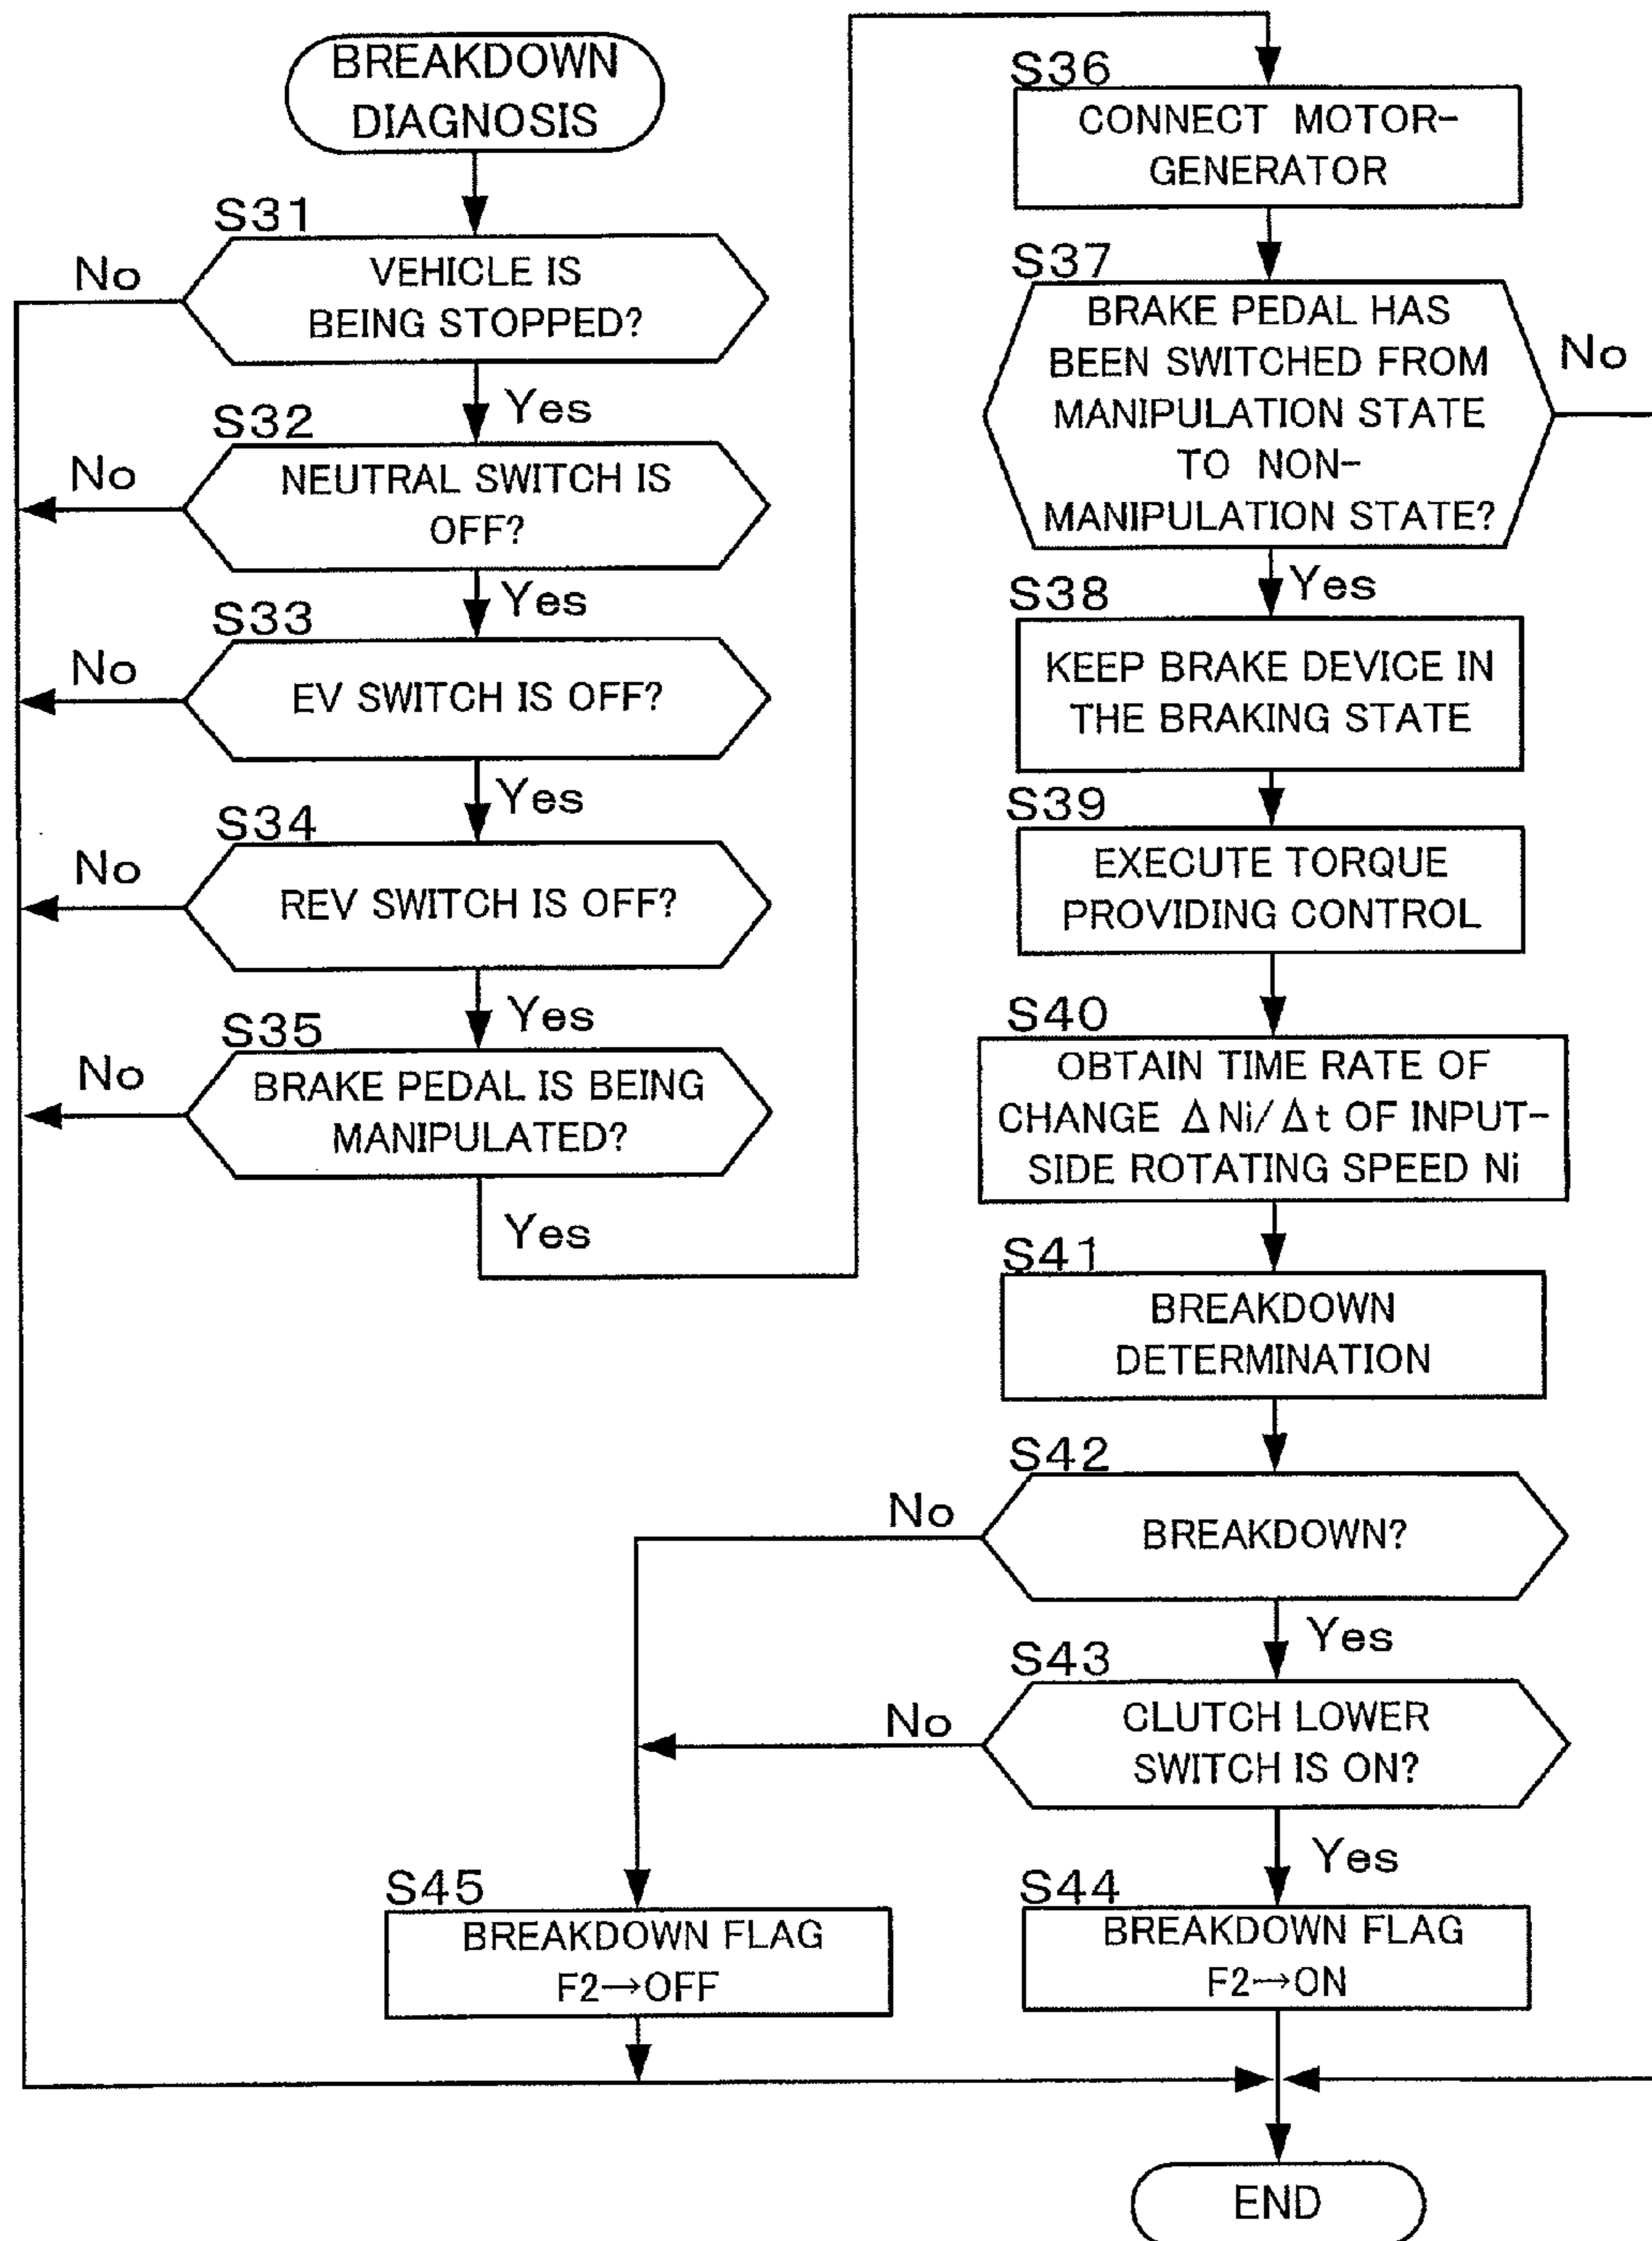 BREAKDOWN
DIAGNOSIS
S31
No
VEHICLE IS
BEING STOPPED?
Yes
S32
No
NEUTRAL SWITCH IS
OFF?
Yes
S33
No
EV SWITCH IS OFF?
Yes
S34
No
REV SWITCH IS OFF?
Yes
S35
No
BRAKE PEDAL IS BEING
MANIPULATED?
Yes
S36
CONNECT MOTOR-
GENERATOR
S37
BRAKE PEDAL HAS
BEEN SWITCHED FROM
MANIPULATION STATE
TO NON-
MANIPULATION STATE?
No
Yes
S38
KEEP BRAKE DEVICE IN
THE BRAKING STATE
S39
EXECUTE TORQUE
PROVIDING CONTROL
S40
OBTAIN TIME RATE OF
CHANGE ΔNi/Δt OF INPUT-
SIDE ROTATING SPEED Ni
S41
BREAKDOWN
DETERMINATION
S42
No
BREAKDOWN?
Yes
S43
No
CLUTCH LOWER
SWITCH IS ON?
Yes
S45
BREAKDOWN FLAG
F2→OFF
S44
BREAKDOWN FLAG
F2→ON
END